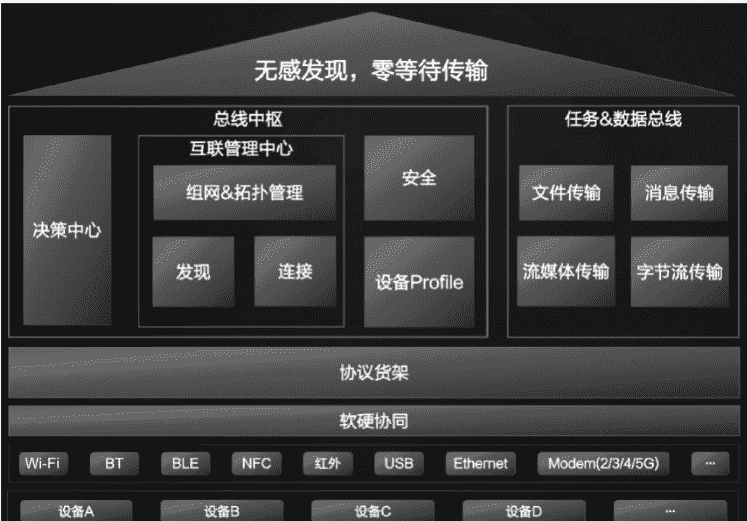 无感发现，零等待传输
总线中枢
任务&数据总线
互联管理中心
决策中心
组网&拓扑管理
安全
发现
连接
设备Profile
文件传输
消息传输
流媒体传输
字节流传输
协议货架
软硬协同
Wi-Fi
BT
BLE
NFC
红外
USB
Ethernet
Modem(2/3/4/5G)
...
设备A
设备B
设备C
设备D
...